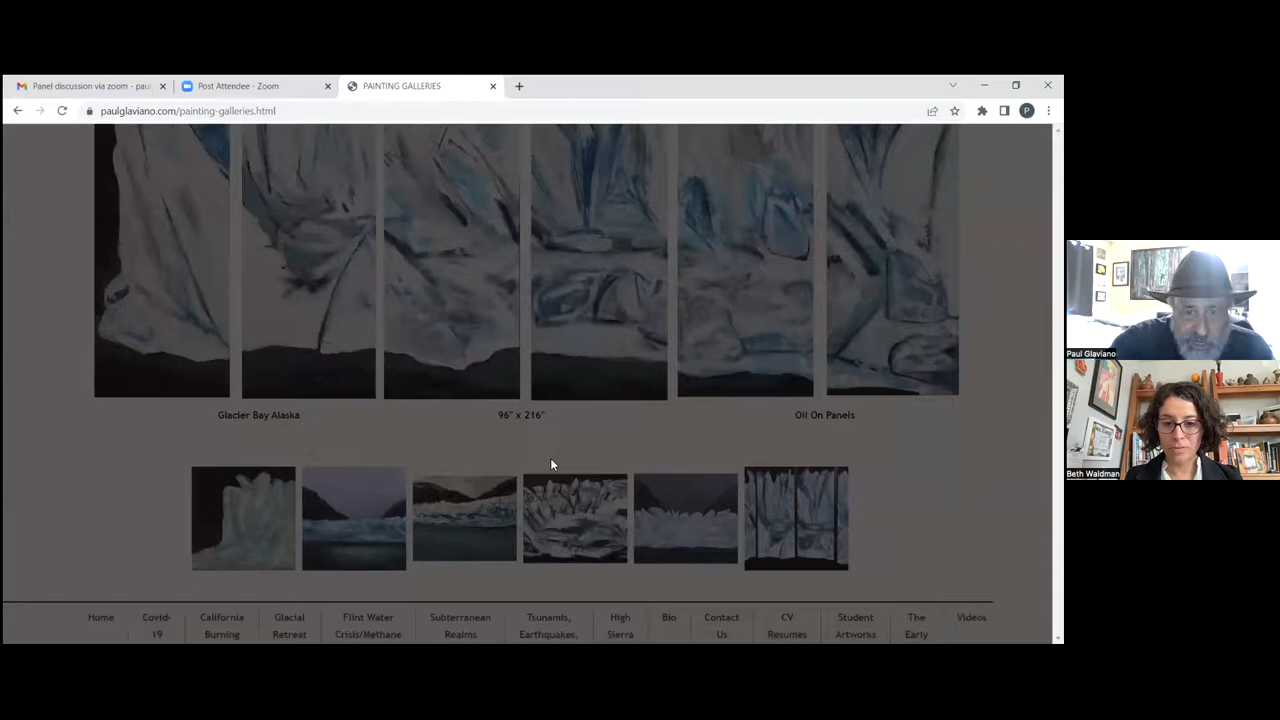 Panel discussion via zoom - paul
Post Attendee - Zoom
PAINTING GALLERIES
paulglaviano.com/painting-galleries.html
P
Glacier Bay Alaska 96" x 216" Oil On Panels
Home Covid- California Glacial Flint Water Subterranean Tsunamis, High Bio Contact CV Student The Videos
19 Burning Retreat Crisis/Methane Realms Earthquakes, Sierra Us Resumes Artworks Early
Paul Glaviano
Beth Waldman